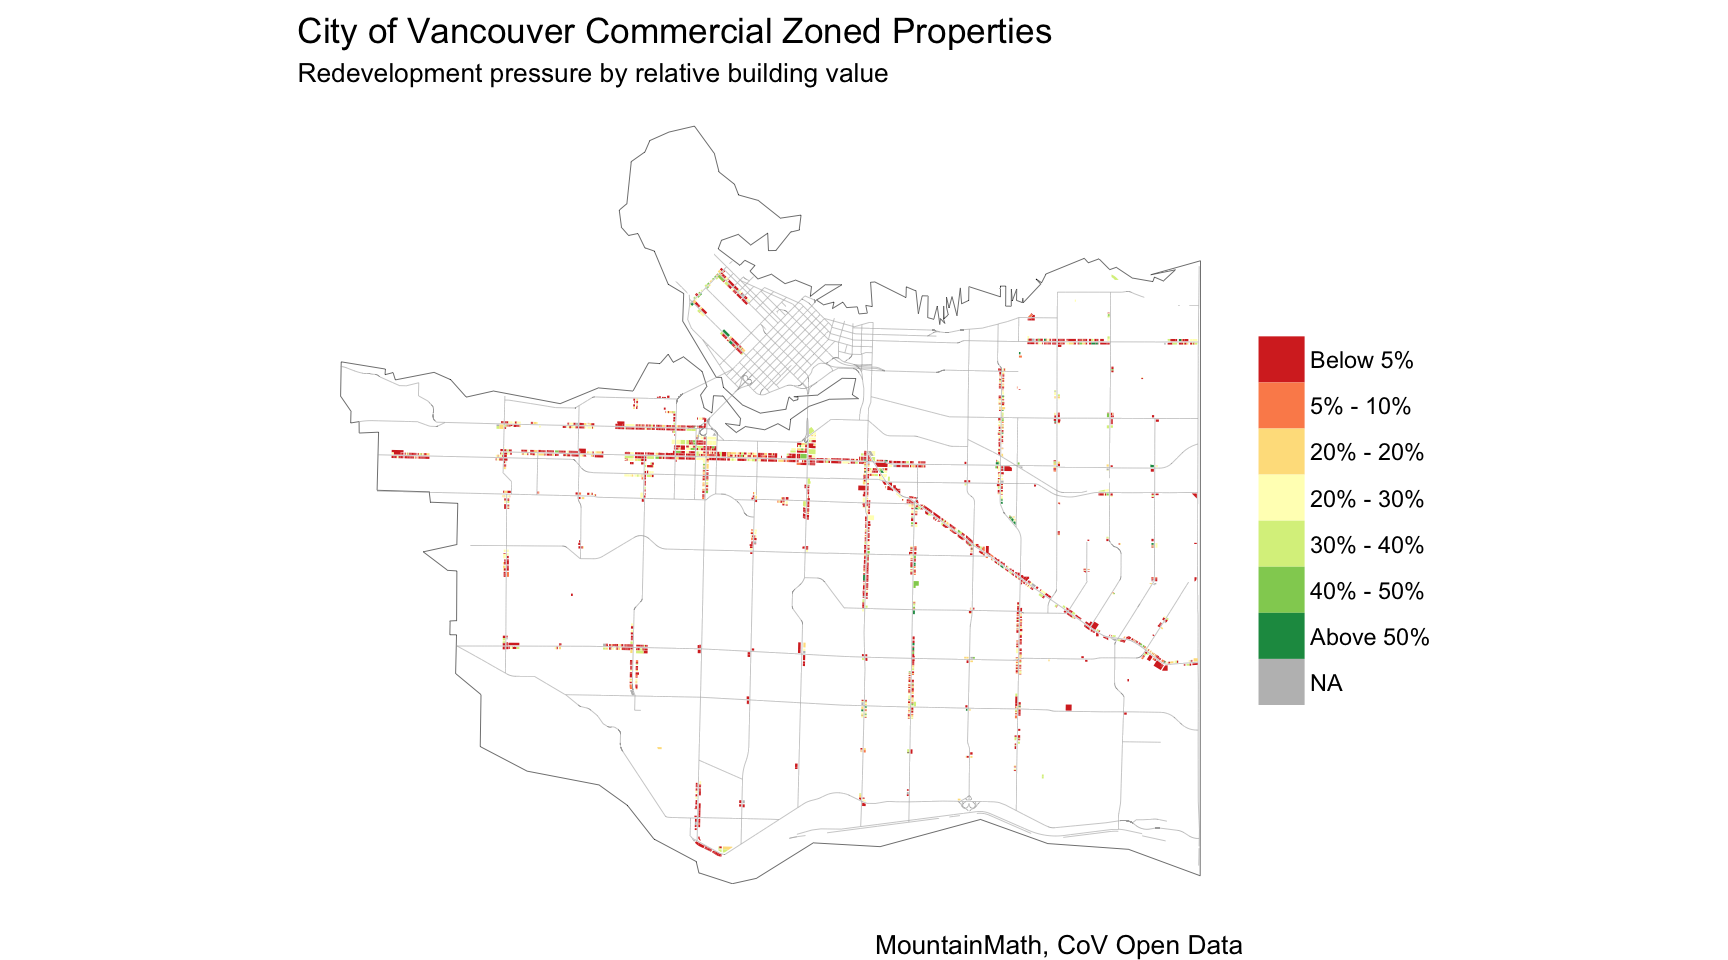 City of Vancouver Commercial Zoned Properties
Redevelopment pressure by relative building value
Below 5%
5% - 10%
20% - 20%
20% - 30%
30% - 40%
40% - 50%
Above 50%
NA
MountainMath, CoV Open Data